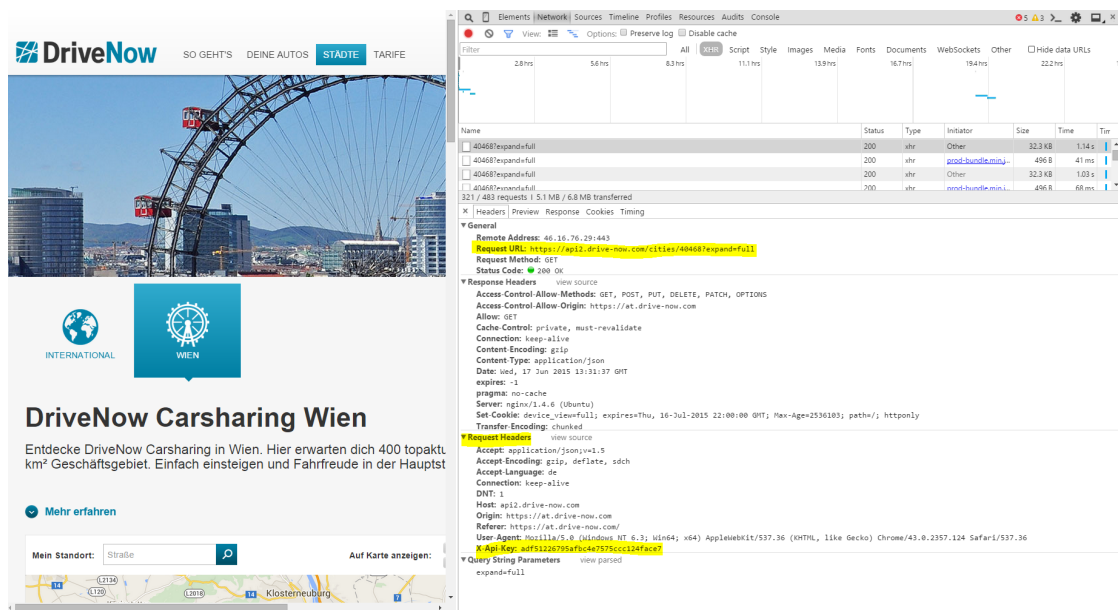 DriveNow
SO GEHT'S DEINE AUTOS STÄDTE TARIFE
INTERNATIONAL
WIEN
DriveNow Carsharing Wien
Entdecke DriveNow Carsharing in Wien. Hier erwarten dich 400 topaktu
km² Geschäftsgebiet. Einfach einsteigen und Fahrfreude in der Hauptst
Mehr erfahren
Mein Standort: Straße Auf Karte anzeigen:
L2134
14
L120
L2018
14
Klosterneuburg
7
Elements Network Sources Timeline Profiles Resources Audits Console 5 3
View: Options: Preserve log Disable cache
Filter All XHR Script Style Images Media Fonts Documents WebSockets Other Hide data URLs
2.8 hrs 5.6 hrs 8.3 hrs 11.1 hrs 13.9 hrs 16.7 hrs 19.4 hrs 22.2 hrs
Name Status Type Initiator Size Time Tim
40468?expand=full 200 xhr Other 32.3 KB 1.14 s
40468?expand=full 200 xhr prod-bundle.min.j... 496 B 41 ms
40468?expand=full 200 xhr Other 32.3 KB 1.03 s
40468?expand=full 200 xhr prod-bundle.min.j... 496 B 68 ms
321 / 483 requests | 5.1 MB / 6.8 MB transferred
× Headers Preview Response Cookies Timing
General
Remote Address: 46.16.76.29:443
Request URL: https://api2.drive-now.com/cities/40468?expand=full
Request Method: GET
Status Code: 200 OK
Response Headers view source
Access-Control-Allow-Methods: GET, POST, PUT, DELETE, PATCH, OPTIONS
Access-Control-Allow-Origin: https://at.drive-now.com
Allow: GET
Cache-Control: private, must-revalidate
Connection: keep-alive
Content-Encoding: gzip
Content-Type: application/json
Date: Wed, 17 Jun 2015 13:31:37 GMT
expires: -1
pragma: no-cache
Server: nginx/1.4.6 (Ubuntu)
Set-Cookie: device_view=full; expires=Thu, 16-Jul-2015 22:00:00 GMT; Max-Age=2536103; path=/; httponly
Transfer-Encoding: chunked
Request Headers view source
Accept: application/json;v=1.5
Accept-Encoding: gzip, deflate, sdch
Accept-Language: de
Connection: keep-alive
DNT: 1
Host: api2.drive-now.com
Origin: https://at.drive-now.com
Referer: https://at.drive-now.com/
User-Agent: Mozilla/5.0 (Windows NT 6.3; Win64; x64) AppleWebKit/537.36 (KHTML, like Gecko) Chrome/43.0.2357.124 Safari/537.36
X-Api-Key: adf51226795afbc4e7575ccc124face7
Query String Parameters view parsed
expand=full